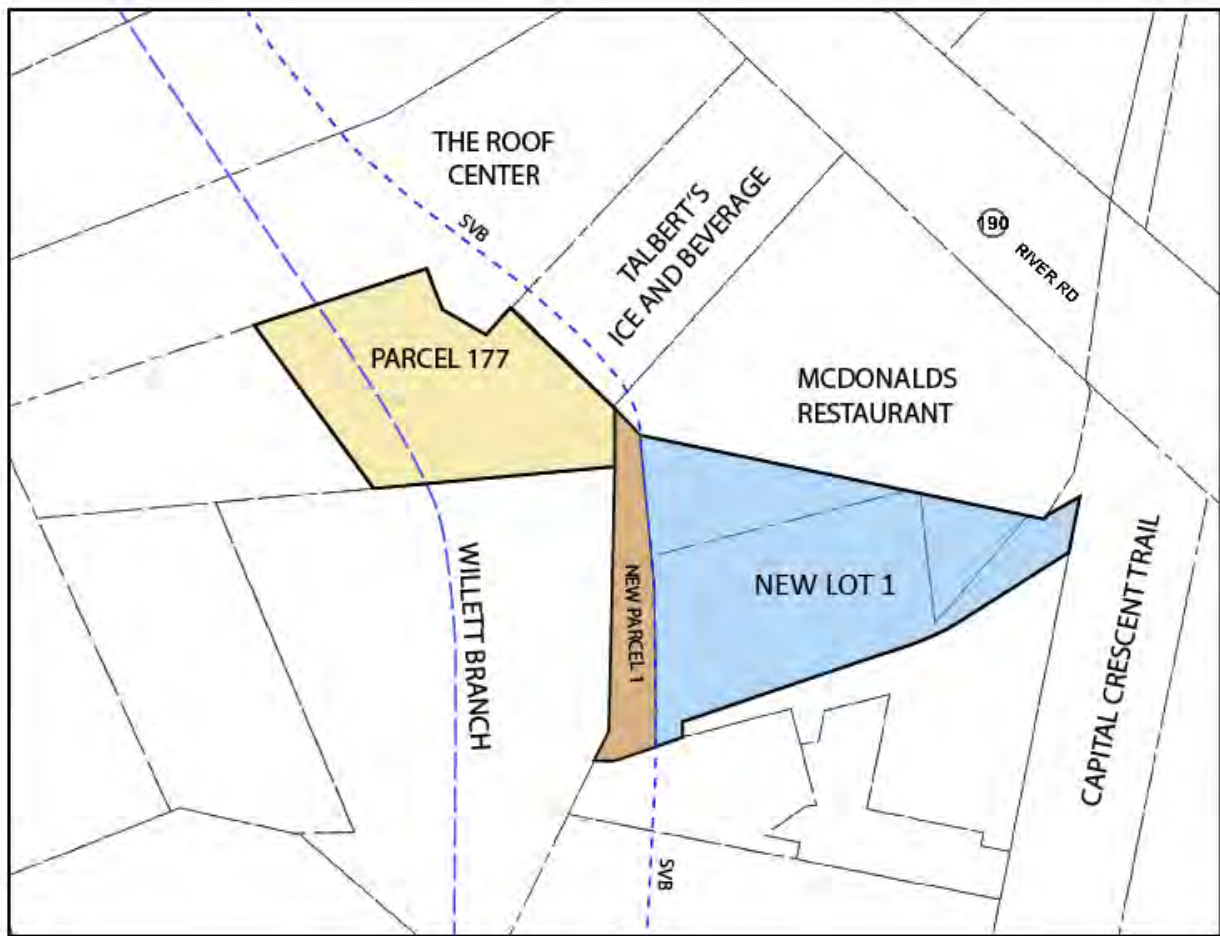 THE ROOF
CENTER
SVB
TALBERT'S
ICE AND BEVERAGE
190
RIVER RD
PARCEL 177
MCDONALDS
RESTAURANT
NEW LOT 1
NEW PARCEL 1
WILLETT BRANCH
CAPITAL CRESCENT TRAIL
SVB